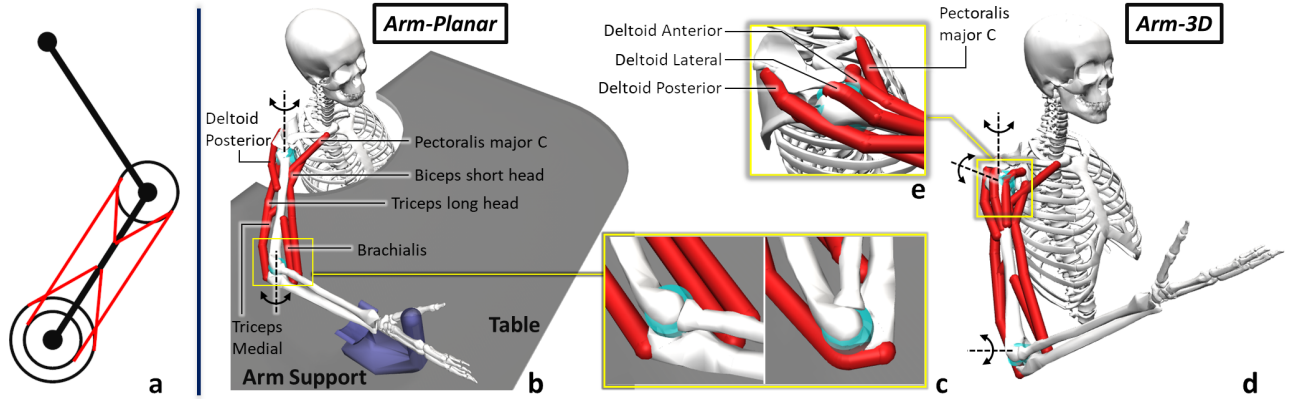 Arm-Planar
Deltoid
Posterior
Pectoralis major C
Biceps short head
Triceps long head
Brachialis
Triceps
Medial
Table
Arm Support
a
b
Deltoid Anterior
Deltoid Lateral
Deltoid Posterior
Pectoralis
major C
e
c
Arm-3D
d